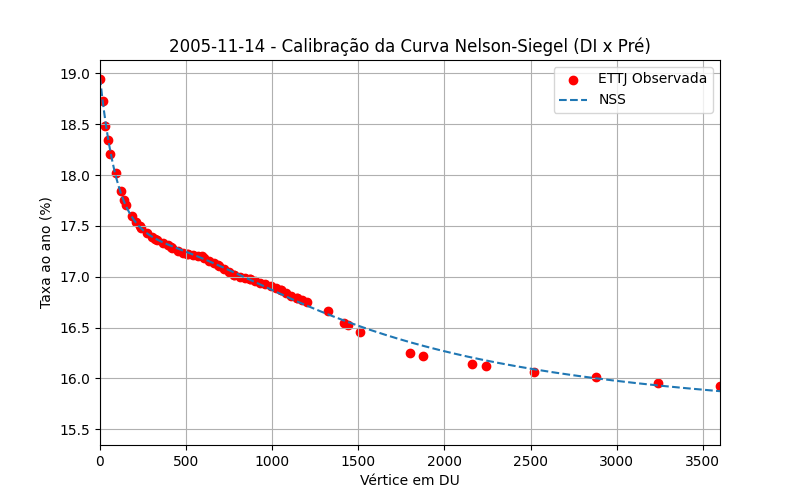 2005-11-14 - Calibração da Curva Nelson-Siegel (DI x Pré)
ETTJ Observada
NSS
Taxa ao ano (%)
19.0
18.5
18.0
17.5
17.0
16.5
16.0
15.5
0 500 1000 1500 2000 2500 3000 3500
Vértice em DU